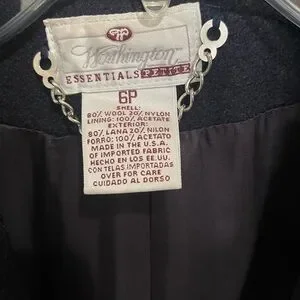 Worthington
ESSENTIALS PETITE
6P
SHELL:
80% WOOL 20% NYLON
LINING: 100% ACETATE
EXTERIOR:
80% LANA 20% NILON
FORRO: 100% ACETATO
MADE IN THE U.S.A.
OF IMPORTED FABRIC
HECHO EN LOS EE.UU.
CON TELAS IMPORTADAS
OVER FOR CARE
CUIDADO AL DORSO